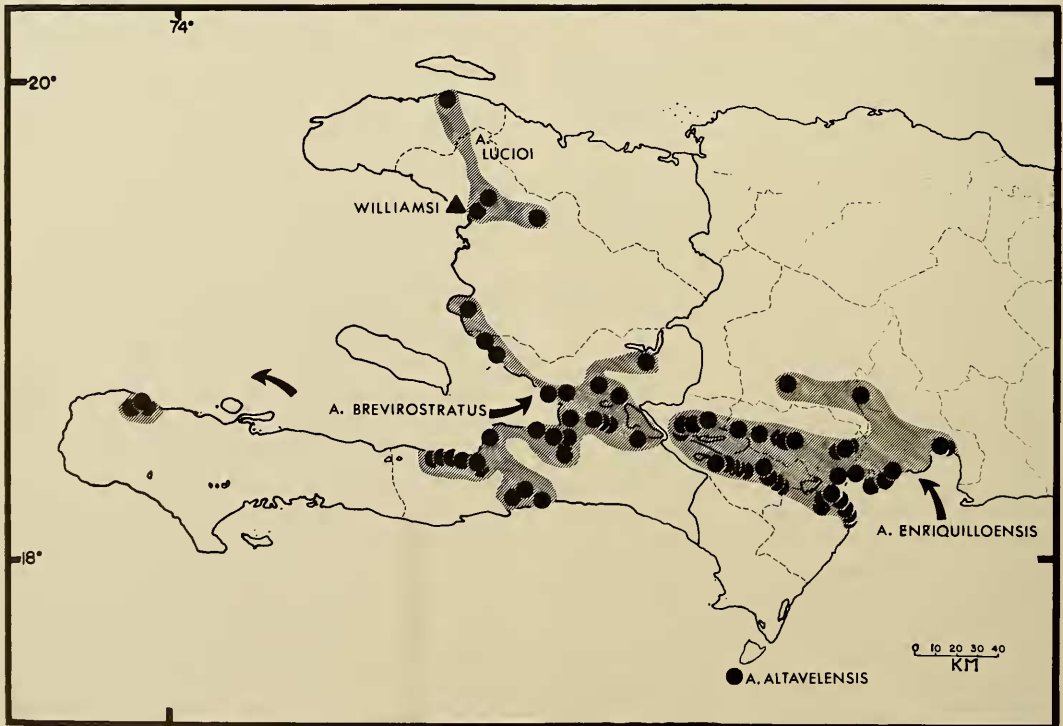 74°
20°
A.
LUCIOI
WILLIAMSI
A. BREVIROSTRATUS
A. ENRIQUILLOENSIS
18°
0 10 20 30 40
KM
A. ALTAVELENSIS